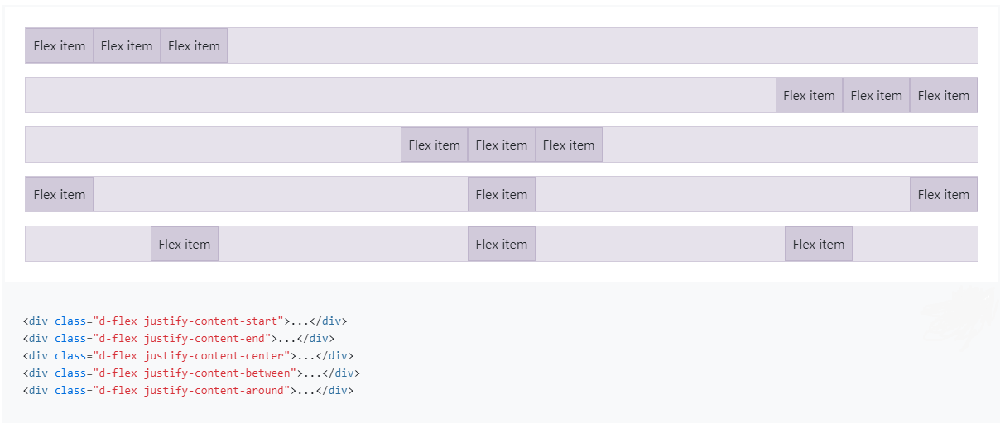 Flex item Flex item Flex item
Flex item Flex item Flex item
Flex item Flex item Flex item
Flex item Flex item Flex item
Flex item Flex item Flex item
<div class="d-flex justify-content-start">...</div>
<div class="d-flex justify-content-end">...</div>
<div class="d-flex justify-content-center">...</div>
<div class="d-flex justify-content-between">...</div>
<div class="d-flex justify-content-around">...</div>